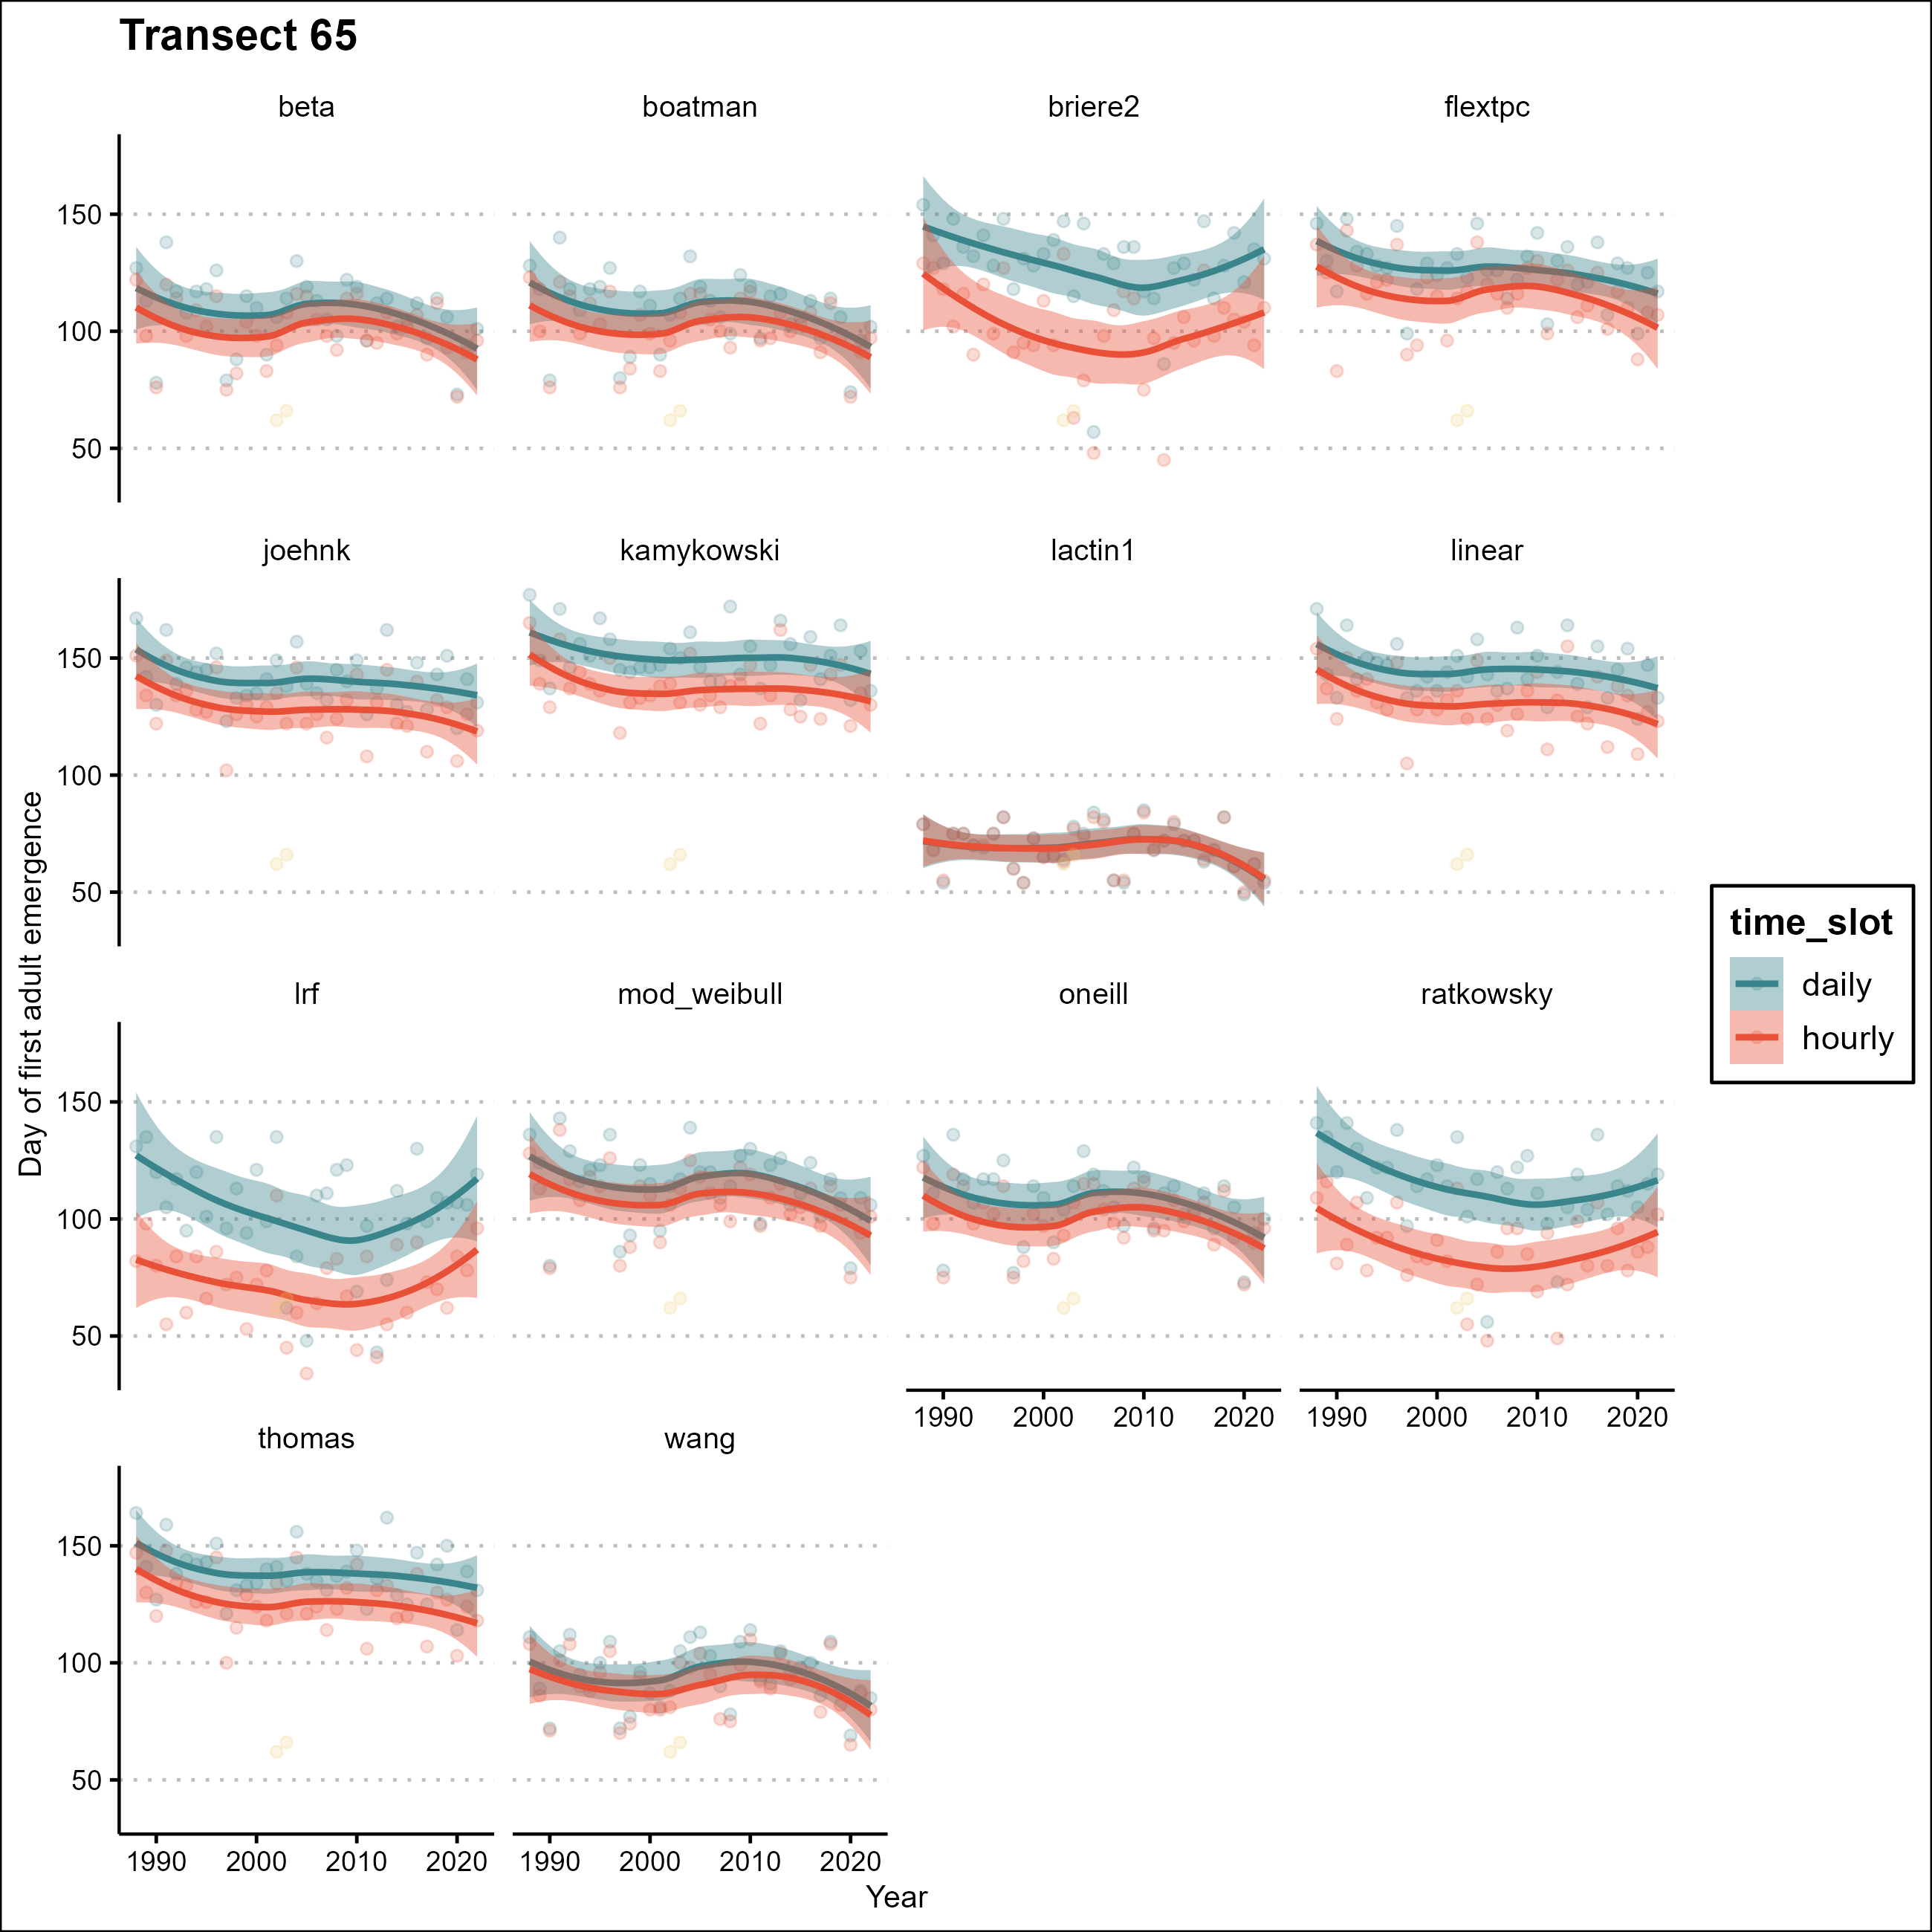 Transect 65
beta boatman briere2 flextpc
150
100
50
joehnk kamykowski lactin1 linear
150
100
50
lrf mod_weibull oneill ratkowsky
150
100
50
1990 2000 2010 2020 1990 2000 2010 2020
thomas wang
150
100
50
1990 2000 2010 2020 1990 2000 2010 2020
Year
Day of first adult emergence
time_slot
daily
hourly